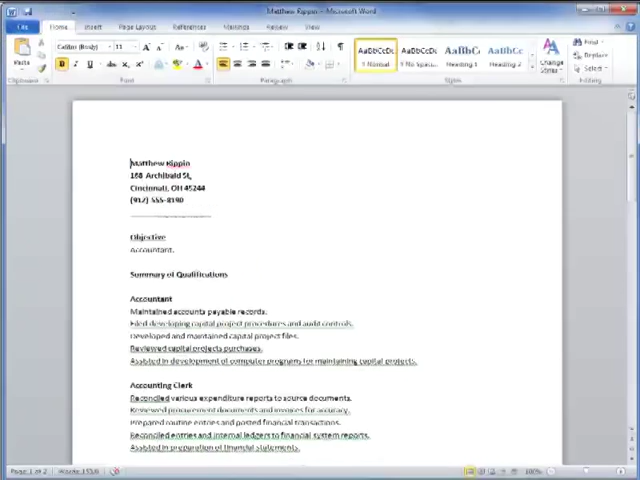 Matthew Rippin - Microsoft Word
File Home Insert Page Layout References Mailings Review View
Calibri (Body) 11
Paste
AaBbCcDc AaBbCcDc AaBbC AaBbCc
Normal No Spaci... Heading 1 Heading 2
Change Styles
Find
Replace
Select
Clipboard Font Paragraph Styles Editing
Matthew Rippin
168 Archibald St,
Cincinnati, OH 45244
(912) 555-8190
Objective
Accountant.
Summary of Qualifications
Accountant
Maintained accounts payable records.
Filed developing capital project procedures and audit controls.
Developed and maintained capital project files.
Reviewed capital projects purchases.
Assisted in development of computer programs for maintaining capital projects.
Accounting Clerk
Reconciled various expenditure reports to source documents.
Reviewed procurement documents and invoices for accuracy.
Prepared routine entries and posted financial transactions.
Reconciled entries and internal ledgers to financial system reports.
Assisted in preparation of financial statements.
Page: 1 of 2
100%